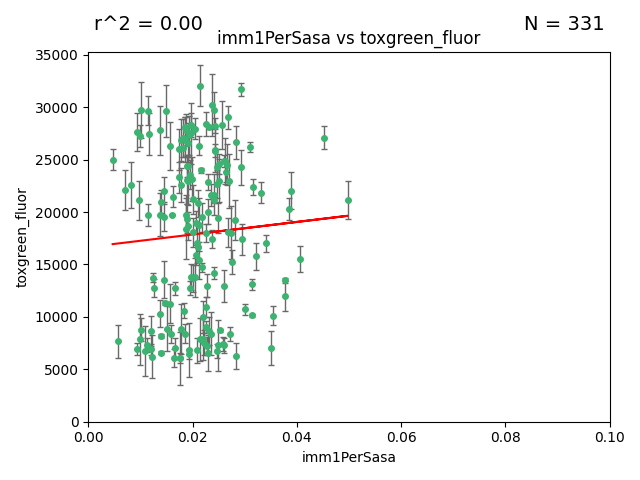 r^2 = 0.00
N = 331
imm1PerSasa vs toxgreen_fluor
35000
30000
25000
20000
15000
10000
5000
0
toxgreen_fluor
0.00
0.02
0.04
0.06
0.08
0.10
imm1PerSasa